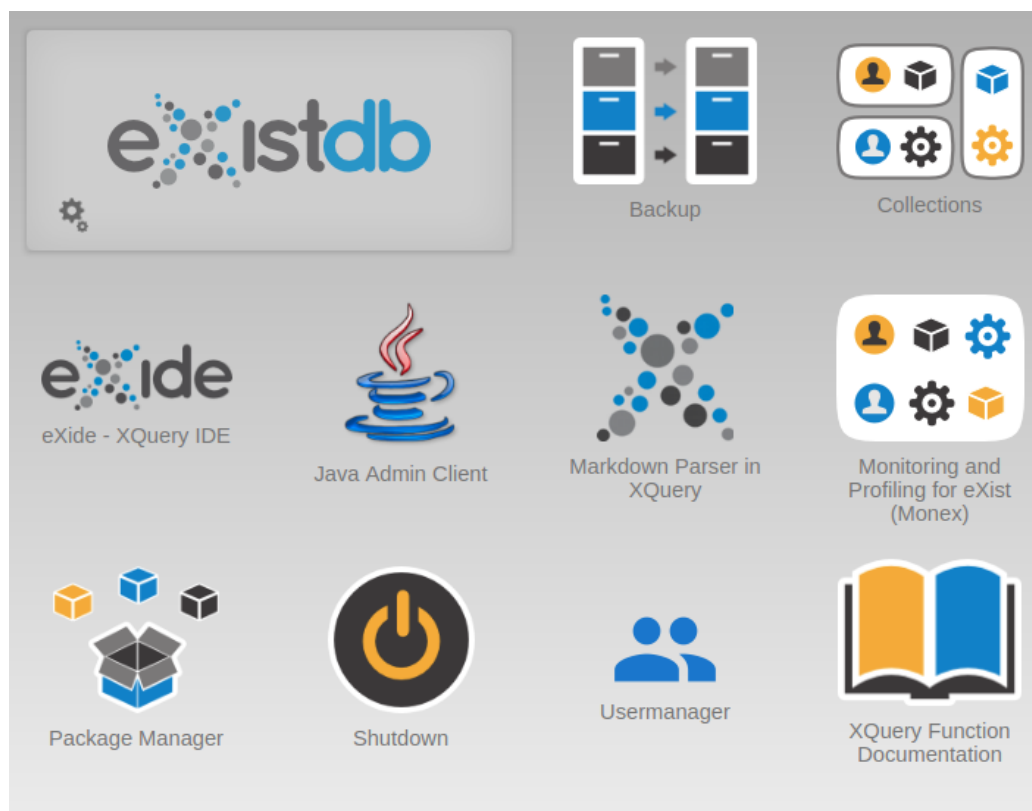 eXistdb
Backup
Collections
eXide
eXide - XQuery IDE
Java Admin Client
Markdown Parser in
XQuery
Monitoring and
Profiling for eXist
(Monex)
Package Manager
Shutdown
Usermanager
XQuery Function
Documentation